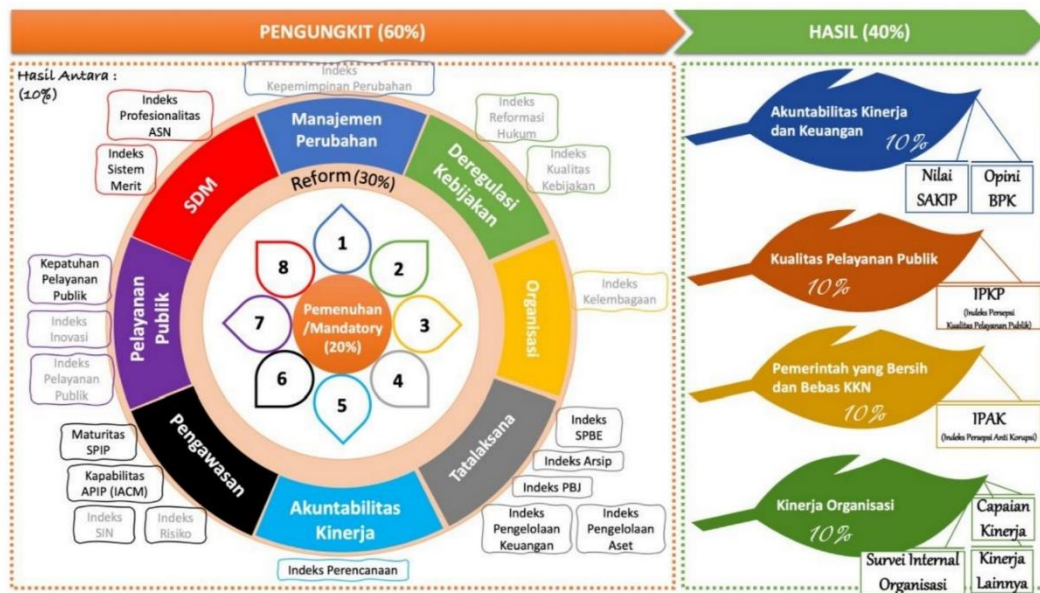 PENGUNGKIT (60%)
HASIL (40%)
Hasil Antara :
(10%)
Indeks
Kepemimpinan Perubahan
Indeks
Profesionalitas
ASN
Indeks
Sistem
Merit
Indeks
Reformasi
Hukum
Indeks
Kualitas
Kebijakan
Manajemen
Perubahan
Deregulasi
Kebijakan
SDM
Reform (30%)
Organisasi
Indeks
Kelembagaan
Kepatuhan
Pelayanan
Publik
Indeks
Inovasi
Indeks
Pelayanan
Publik
Pelayanan
Publik
1
2
3
4
5
6
7
8
Pemenuhan
/Mandatory
(20%)
Tatalaksana
Indeks
SPBE
Indeks Arsip
Indeks PBJ
Indeks
Pengelolaan
Keuangan
Indeks
Pengelolaan
Aset
Pengawasan
Maturitas
SPIP
Kapabilitas
APIP (IACM)
Indeks
SIN
Indeks
Risiko
Akuntabilitas
Kinerja
Indeks Perencanaan
Akuntabilitas Kinerja
dan Keuangan
10%
Nilai
SAKIP
Opini
BPK
Kualitas Pelayanan Publik
10%
IPKP
(Indeks Persepsi
Kualitas Pelayanan Publik)
Pemerintah yang Bersih
dan Bebas KKN
10%
IPAK
(Indeks Persepsi Anti Korupsi)
Kinerja Organisasi
10%
Capaian
Kinerja
Survei Internal
Organisasi
Kinerja
Lainnya